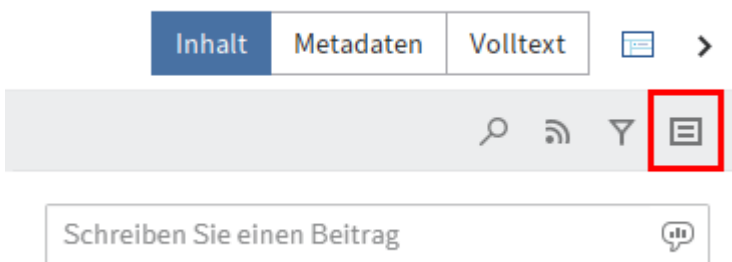 Inhalt Metadaten Volltext
Schreiben Sie einen Beitrag